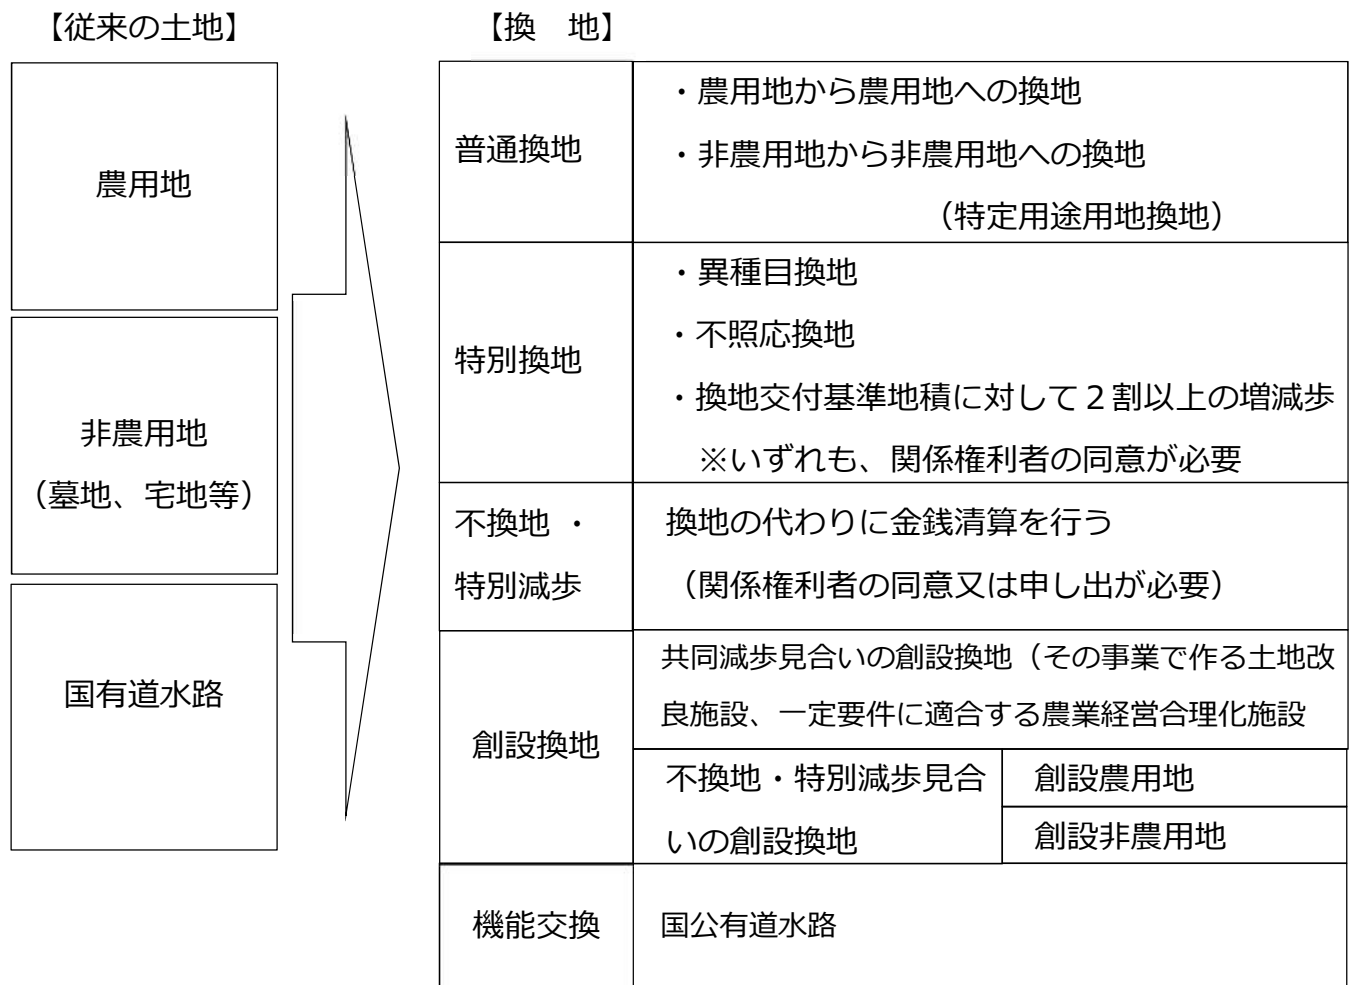 【従来の土地】
【換　地】
農用地
非農用地
（墓地、宅地等）
国有道水路
普通換地
・農用地から農用地への換地
・非農用地から非農用地への換地
（特定用途用地換地）
特別換地
・異種目換地
・不照応換地
・換地交付基準地積に対して２割以上の増減歩
※いずれも、関係権利者の同意が必要
不換地 ・
特別減歩
換地の代わりに金銭清算を行う
（関係権利者の同意又は申し出が必要）
創設換地
共同減歩見合いの創設換地（その事業で作る土地改
良施設、一定要件に適合する農業経営合理化施設
不換地・特別減歩見合
いの創設換地
創設農用地
創設非農用地
機能交換
国公有道水路